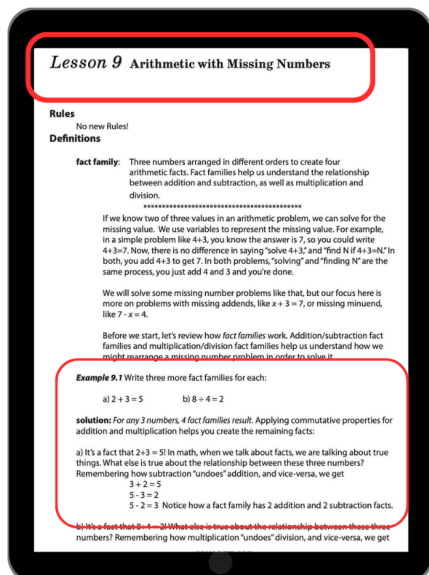 Lesson 9 Arithmetic with Missing Numbers
Rules
No new Rules!
Definitions
fact family: Three numbers arranged in different orders to create four
arithmetic facts. Fact families help us understand the relationship
between addition and subtraction, as well as multiplication and
division.
******************************************
If we know two of three values in an arithmetic problem, we can solve for the
missing value. We use variables to represent the missing value. For example,
in a simple problem like 4+3, you know the answer is 7, so you could write
4+3=7. Now, there is no difference in saying "solve 4+3," and "find N if 4+3=N." In
both, you add 4+3 to get 7. In both problems, "solving" and "finding N" are the
same process, you just add 4 and 3 and you're done.
We will solve some missing number problems like that, but our focus here is
more on problems with missing addends, like x + 3 = 7, or missing minuend,
like 7 - x = 4.
Before we start, let's review how fact families work. Addition/subtraction fact
families and multiplication/division fact families help us understand how we
might rearrange a missing number problem in order to solve it.
Example 9.1 Write three more fact families for each:
a) 2 + 3 = 5 b) 8 ÷ 4 = 2
solution: For any 3 numbers, 4 fact families result. Applying commutative properties for
addition and multiplication helps you create the remaining facts:
a) It's a fact that 2+3 = 5! In math, when we talk about facts, we are talking about true
things. What else is true about the relationship between these three numbers?
Remembering how subtraction "undoes" addition, and vice-versa, we get
3 + 2 = 5
5 - 3 = 2
5 - 2 = 3 Notice how a fact family has 2 addition and 2 subtraction facts.
b) It's a fact that 8÷4 = 2! What else is true about the relationship between these three
numbers? Remembering how multiplication "undoes" division, and vice-versa, we get